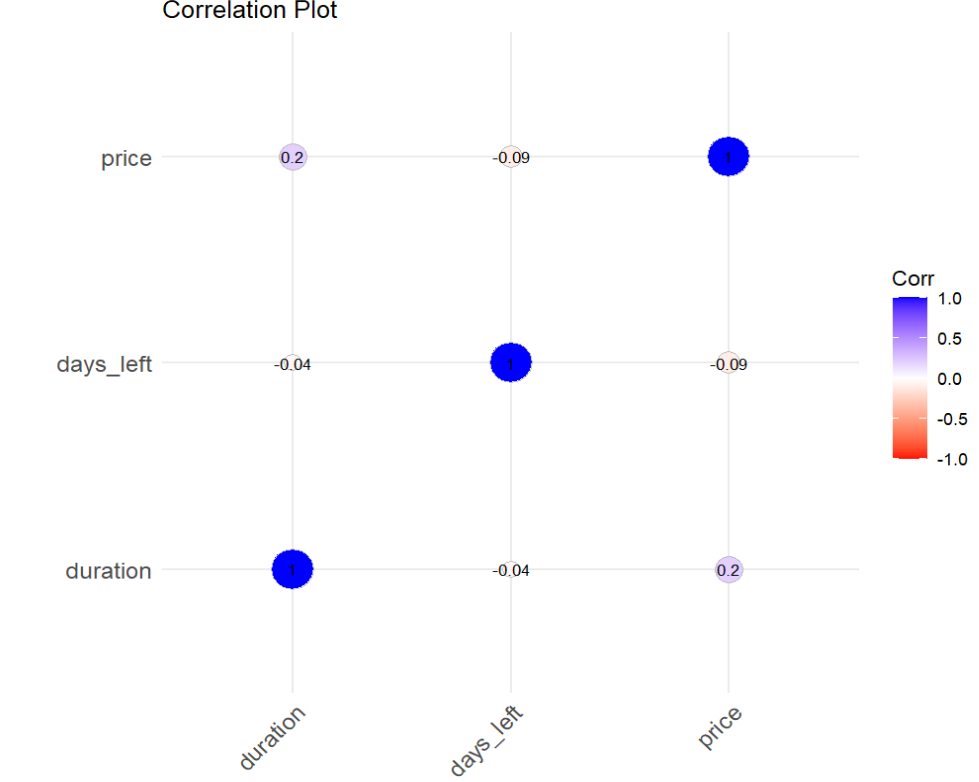 Correlation Plot
price
0.2
-0.09
1
days_left
-0.04
1
-0.09
duration
1
-0.04
0.2
duration
days_left
price
Corr
1.0
0.5
0.0
-0.5
-1.0